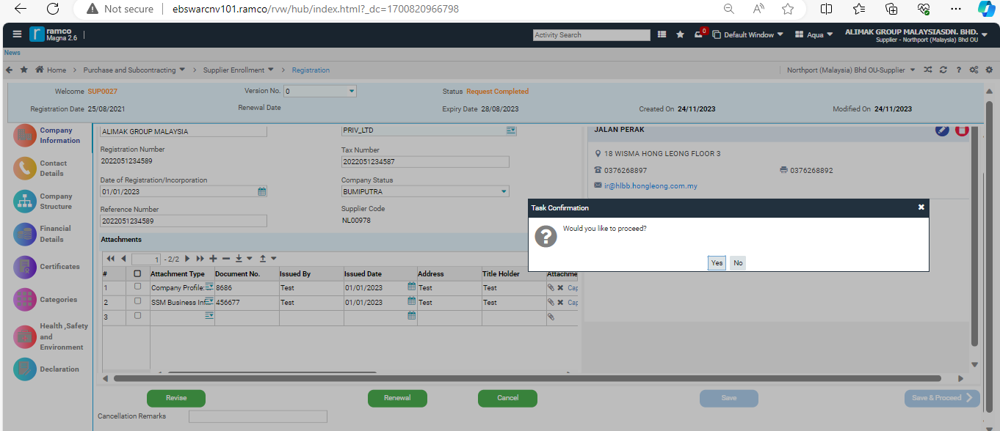 Not secure
ebswarcnv101.ramco/rvw/hub/index.html?_dc=1700820966798
ramco
Magna 2.6
Activity Search
0
Default Window
Aqua
ALIMAK GROUP MALAYSIASDN. BHD.
Supplier - Northport (Malaysia) Bhd OU
News
Home > Purchase and Subcontracting > Supplier Enrollment > Registration
Northport (Malaysia) Bhd OU-Supplier
Welcome SUP0027
Version No. 0
Status Request Completed
Registration Date 25/08/2021
Renewal Date
Expiry Date 28/08/2023
Created On 24/11/2023
Modified On 24/11/2023
Company
Information
Contact
Details
Company
Structure
Financial
Details
Certificates
Categories
Health ,Safety
and
Environment
Declaration
ALIMAK GROUP MALAYSIA
PRIV_LTD
Registration Number
2022051234589
Tax Number
2022051234587
Date of Registration/Incorporation
01/01/2023
Company Status
BUMIPUTRA
Reference Number
2022051234589
Supplier Code
NL00978
JALAN PERAK
18 WISMA HONG LEONG FLOOR 3
0376268897
0376268892
ir@hlbb.hongleong.com.my
Task Confirmation
Would you like to proceed?
Yes
No
Attachments
1 - 2/2
# Attachment Type Document No. Issued By Issued Date Address Title Holder Attachme
1 Company Profile: 8686 Test 01/01/2023 Test Test Cap
2 SSM Business Inf 456677 Test 01/01/2023 Test Test Cap
3
Revise
Renewal
Cancel
Save
Save & Proceed
Cancellation Remarks